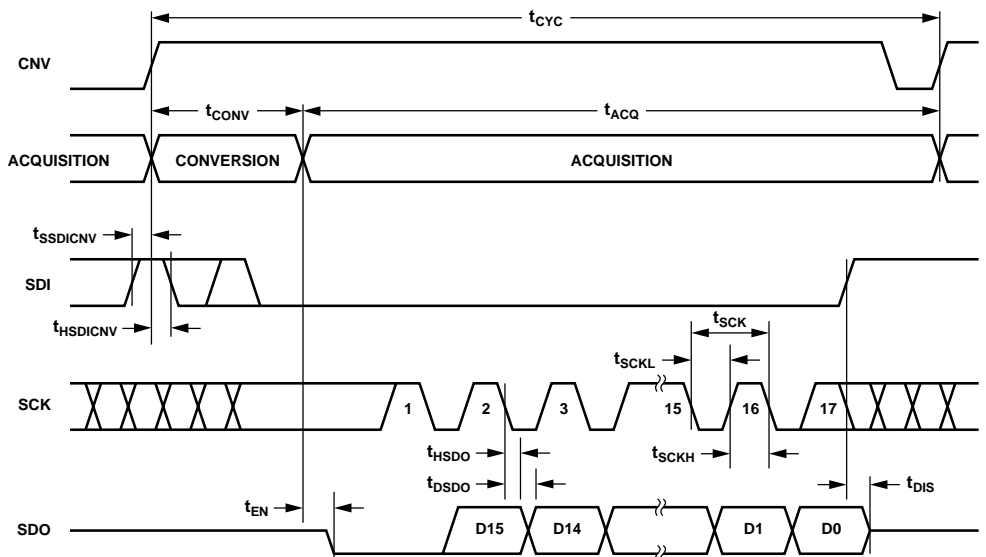 tCYC
CNV
tCONV
tACQ
ACQUISITION CONVERSION ACQUISITION
tSSDICNV
SDI
tHSDICNV
tSCK
tSCKL
SCK 1 2 3 15 16 17
tHSDO
tSCKH
tDSDO
tEN
tDIS
SDO D15 D14 D1 D0